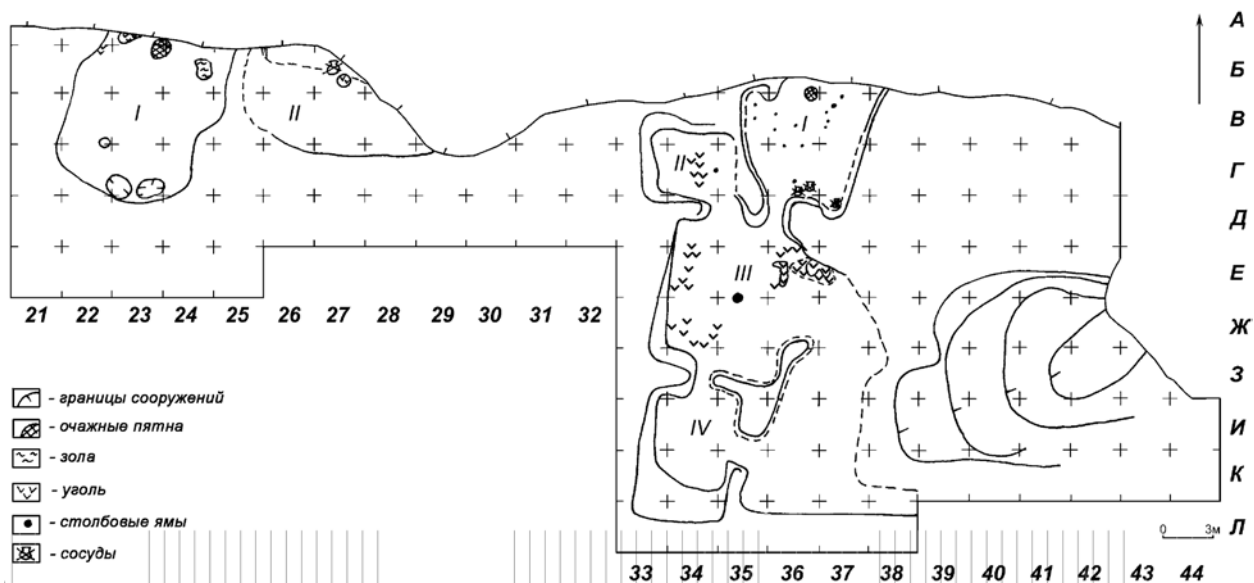 А
Б
В
Г
Д
Е
Ж
З
И
К
Л
I
II
I
II
III
IV
21 22 23 24 25 26 27 28 29 30 31 32
33 34 35 36 37 38 39 40 41 42 43 44
- границы сооружений
- очажные пятна
- зола
- уголь
- столбовые ямы
- сосуды
0 3м